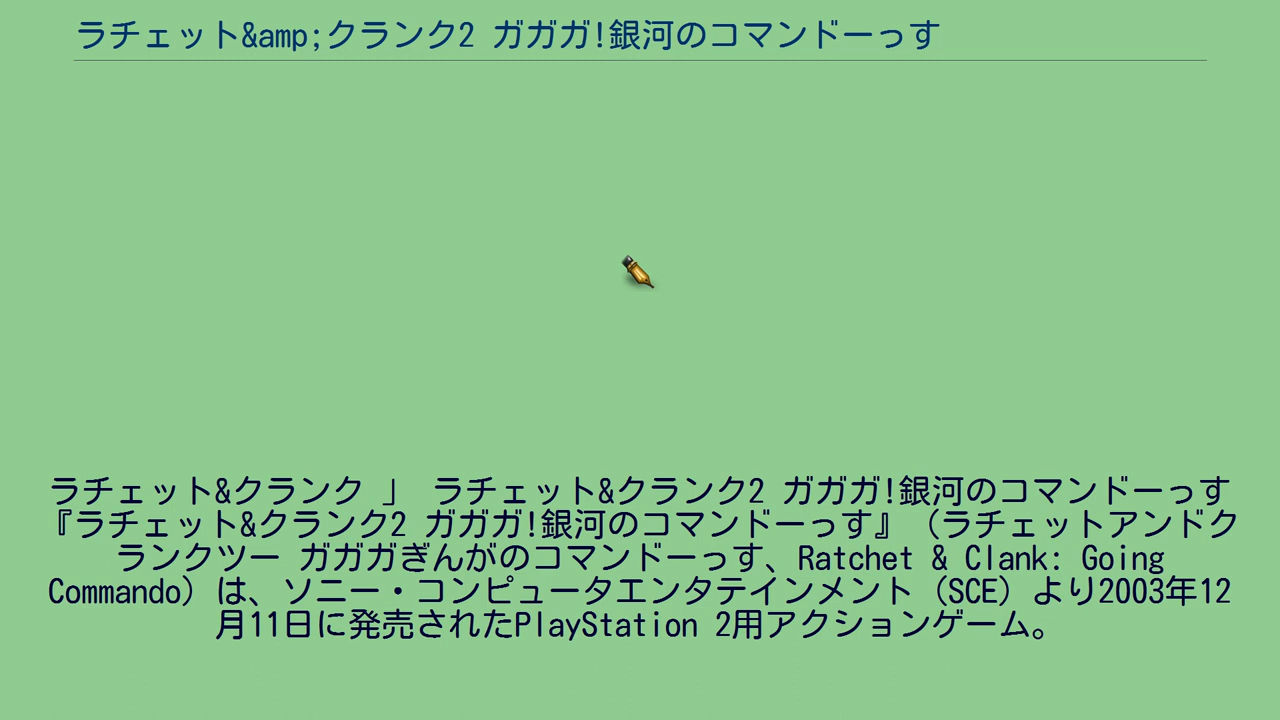 ラチェット&amp;クランク2 ガガガ!銀河のコマンドーっす
ラチェット&クランク 」 ラチェット&クランク2 ガガガ!銀河のコマンドーっす
『ラチェット&クランク2 ガガガ!銀河のコマンドーっす』（ラチェットアンドク
ランクツー ガガガぎんがのコマンドーっす、Ratchet & Clank: Going
Commando）は、ソニー・コンピュータエンタテインメント（SCE）より2003年12
月11日に発売されたPlayStation 2用アクションゲーム。